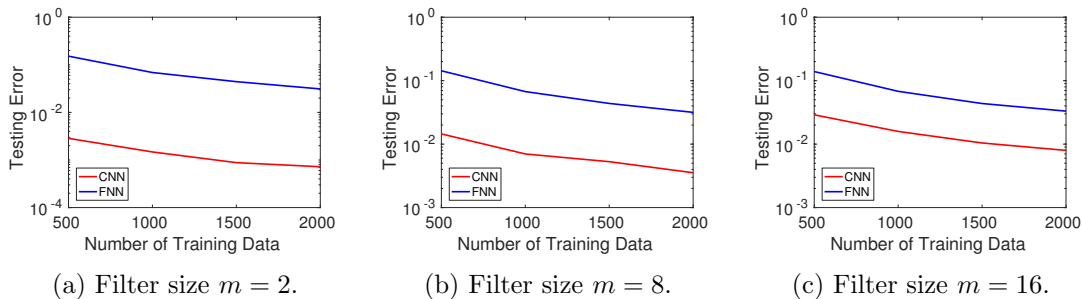 10^0
10^-2
10^-4
Testing Error
CNN
FNN
500 1000 1500 2000
Number of Training Data
(a) Filter size m = 2.
10^0
10^-1
10^-2
10^-3
Testing Error
CNN
FNN
500 1000 1500 2000
Number of Training Data
(b) Filter size m = 8.
10^0
10^-1
10^-2
10^-3
Testing Error
CNN
FNN
500 1000 1500 2000
Number of Training Data
(c) Filter size m = 16.